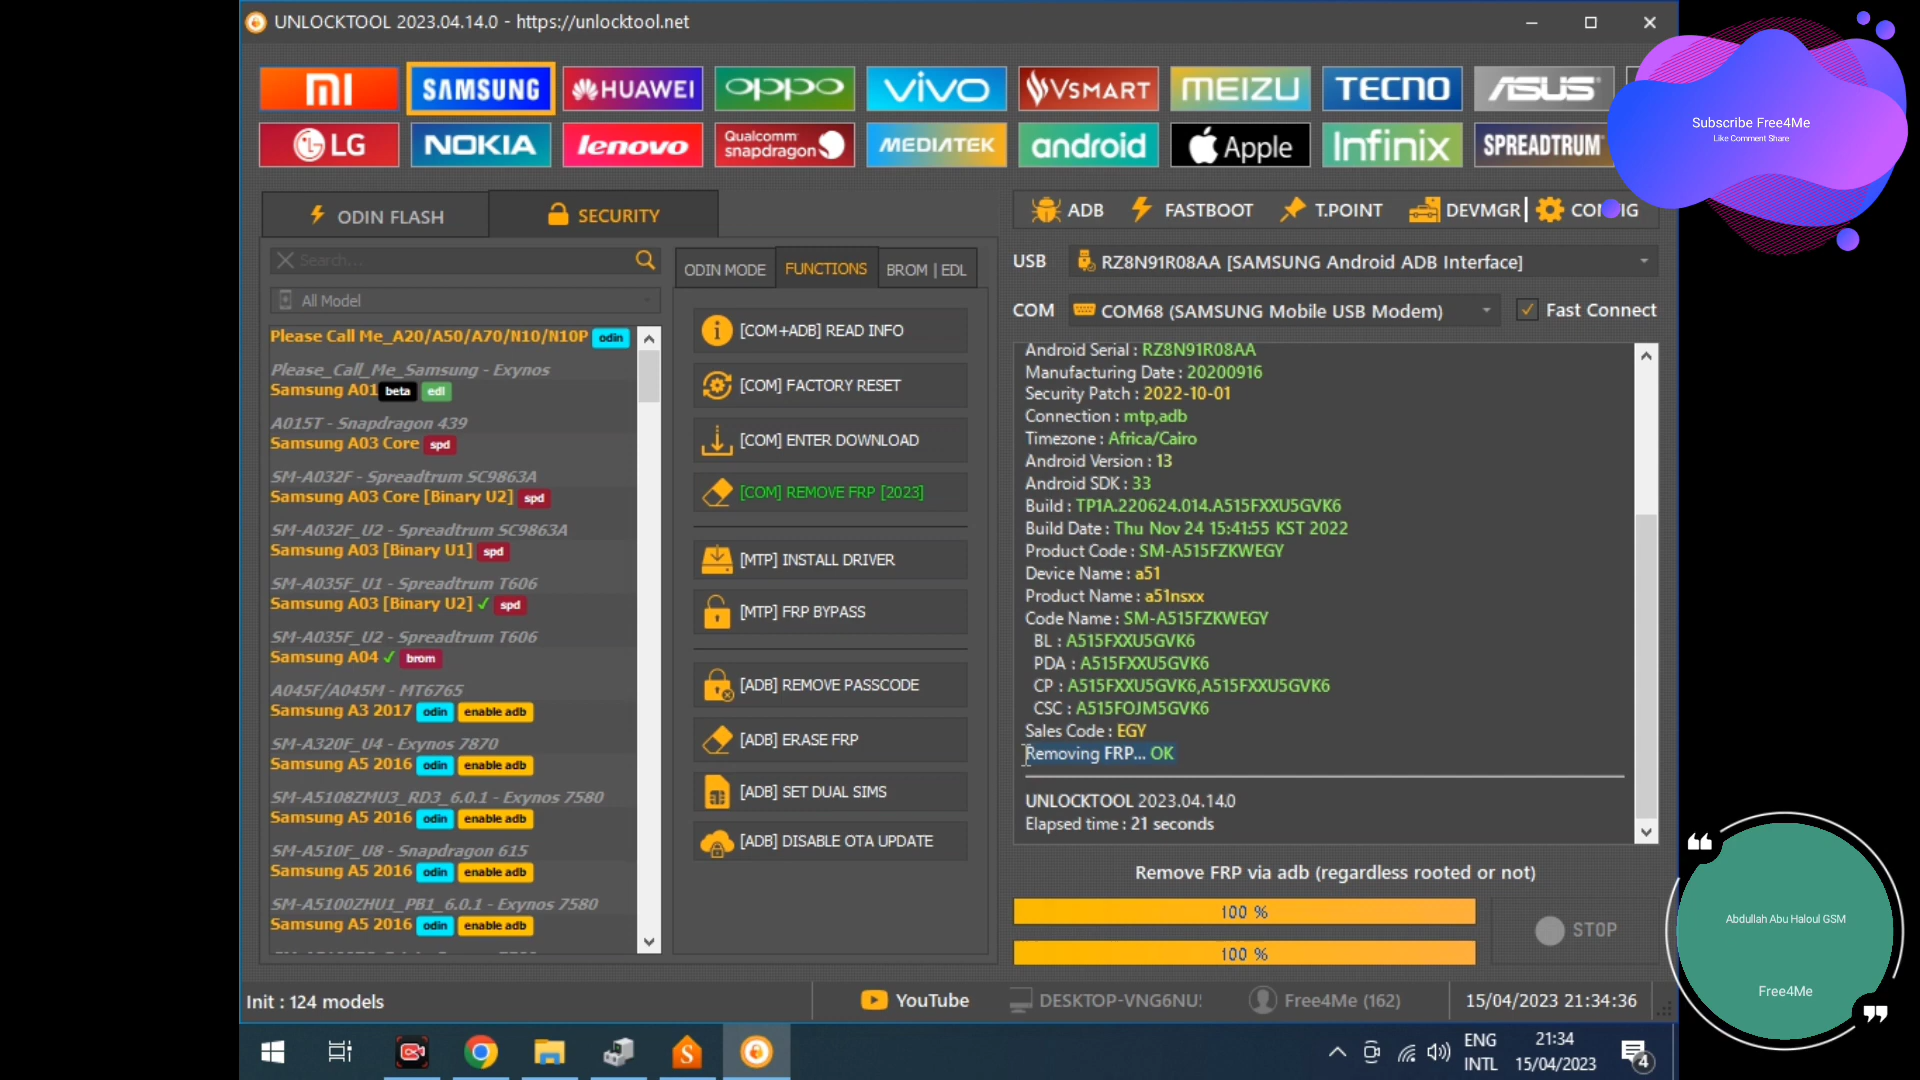 UNLOCKTOOL 2023.04.14.0 - https://unlocktool.net
SAMSUNG
HUAWEI
oppo
vivo
VSMART
MEIZU
TECNO
ASUS
LG
NOKIA
lenovo
Qualcomm
snapdragon
MEDIATEK
android
Apple
Infinix
SPREADTRUM
Subscribe Free4Me
Like Comment Share
ODIN FLASH
SECURITY
ADB
FASTBOOT
T.POINT
DEVMGR
Search...
All Model
ODIN MODE
FUNCTIONS
BROM | EDL
USB
RZ8N91R08AA [SAMSUNG Android ADB Interface]
COM
COM68 (SAMSUNG Mobile USB Modem)
Fast Connect
Please Call Me_A20/A50/A70/N10/N10P odin
Please_Call_Me_Samsung - Exynos
Samsung A01 beta edl
A015T - Snapdragon 439
Samsung A03 Core spd
SM-A032F - Spreadtrum SC9863A
Samsung A03 Core [Binary U2] spd
SM-A032F_U2 - Spreadtrum SC9863A
Samsung A03 [Binary U1] spd
SM-A035F_U1 - Spreadtrum T606
Samsung A03 [Binary U2] ✓ spd
SM-A035F_U2 - Spreadtrum T606
Samsung A04 ✓ brom
A045F/A045M - MT6765
Samsung A3 2017 odin enable adb
SM-A320F_U4 - Exynos 7870
Samsung A5 2016 odin enable adb
SM-A5108ZMU3_RD3_6.0.1 - Exynos 7580
Samsung A5 2016 odin enable adb
SM-A510F_U8 - Snapdragon 615
Samsung A5 2016 odin enable adb
SM-A5100ZHU1_PB1_6.0.1 - Exynos 7580
Samsung A5 2016 odin enable adb
[COM+ADB] READ INFO
[COM] FACTORY RESET
[COM] ENTER DOWNLOAD
[COM] REMOVE FRP [2023]
[MTP] INSTALL DRIVER
[MTP] FRP BYPASS
[ADB] REMOVE PASSCODE
[ADB] ERASE FRP
[ADB] SET DUAL SIMS
[ADB] DISABLE OTA UPDATE
Android Serial : RZ8N91R08AA
Manufacturing Date : 20200916
Security Patch : 2022-10-01
Connection : mtp,adb
Timezone : Africa/Cairo
Android Version : 13
Android SDK : 33
Build : TP1A.220624.014.A515FXXU5GVK6
Build Date : Thu Nov 24 15:41:55 KST 2022
Product Code : SM-A515FZKWEGY
Device Name : a51
Product Name : a51nsxx
Code Name : SM-A515FZKWEGY
BL : A515FXXU5GVK6
PDA : A515FXXU5GVK6
CP : A515FXXU5GVK6,A515FXXU5GVK6
CSC : A515FOJM5GVK6
Sales Code : EGY
Removing FRP... OK
UNLOCKTOOL 2023.04.14.0
Elapsed time : 21 seconds
Remove FRP via adb (regardless rooted or not)
100 %
100 %
STOP
Abdullah Abu Haloul GSM
Free4Me
Init : 124 models
YouTube
DESKTOP-VNG6NU
Free4Me (162)
15/04/2023 21:34:36
ENG
INTL
21:34
15/04/2023
4